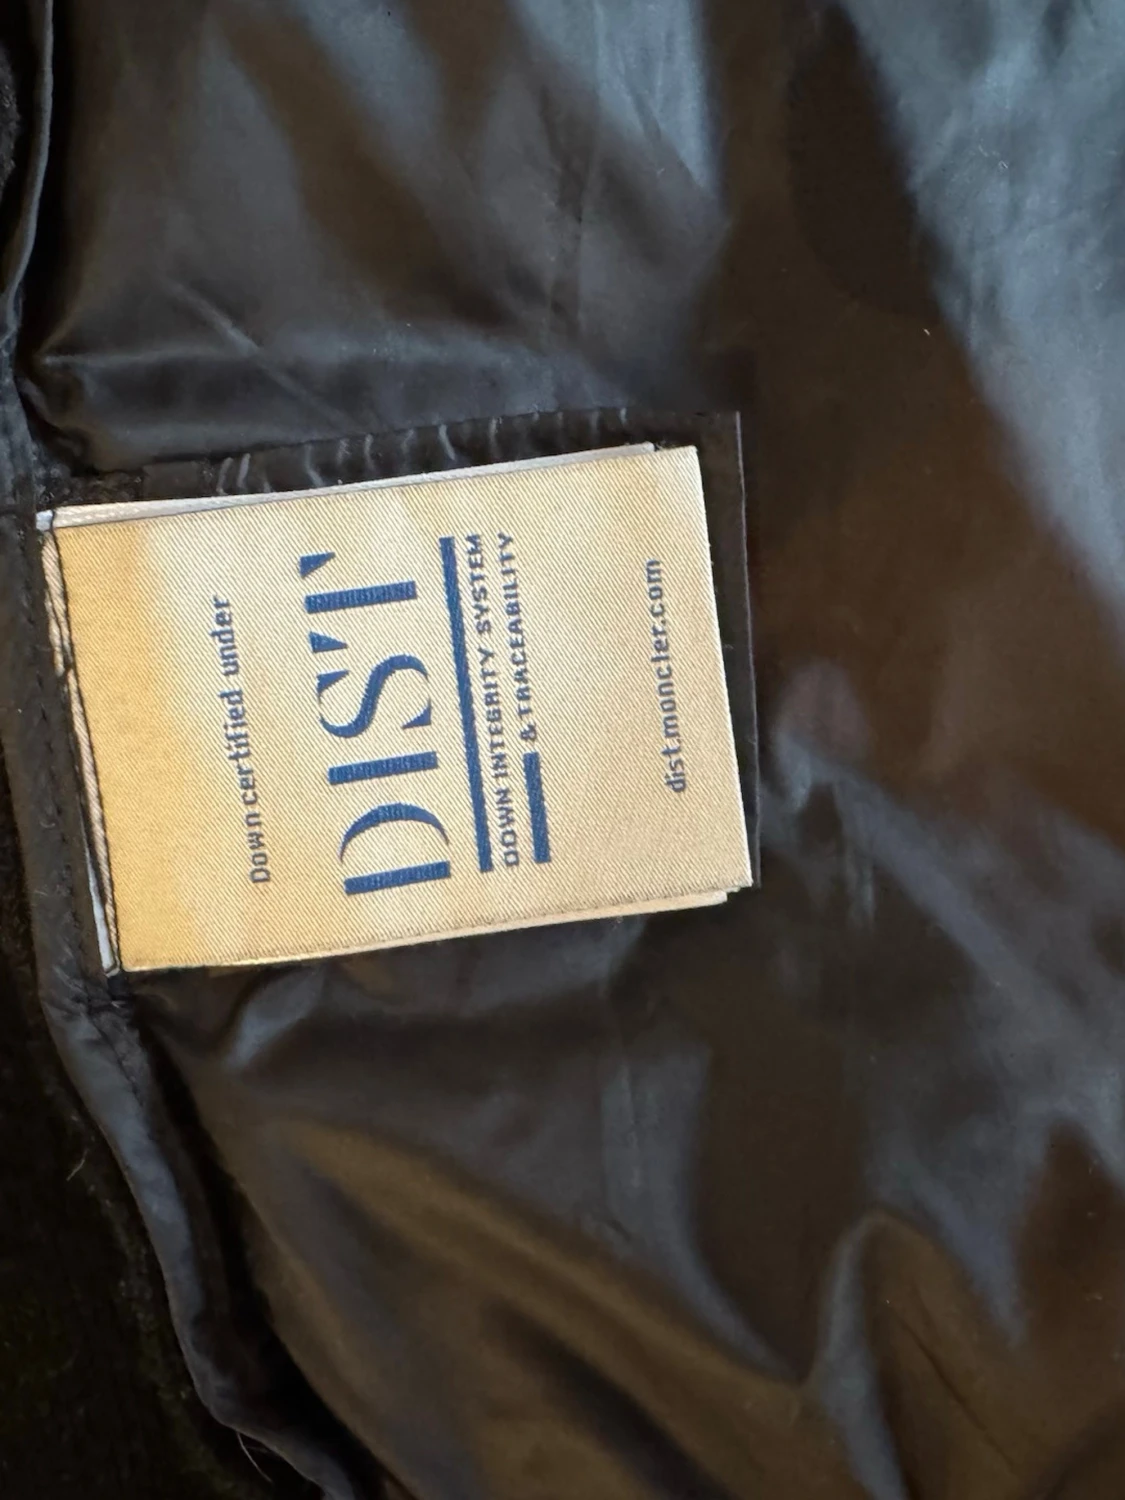 Down certified under
DIST
DOWN INTEGRITY SYSTEM
& TRACEABILITY
dist.moncler.com